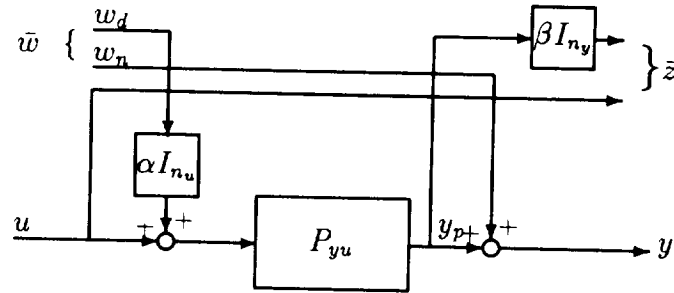 w_d
w̄ {
βI_{n_y}
w_n
} z̄
αI_{n_u}
u
+
+
P_{yu}
y_p
+
+
y